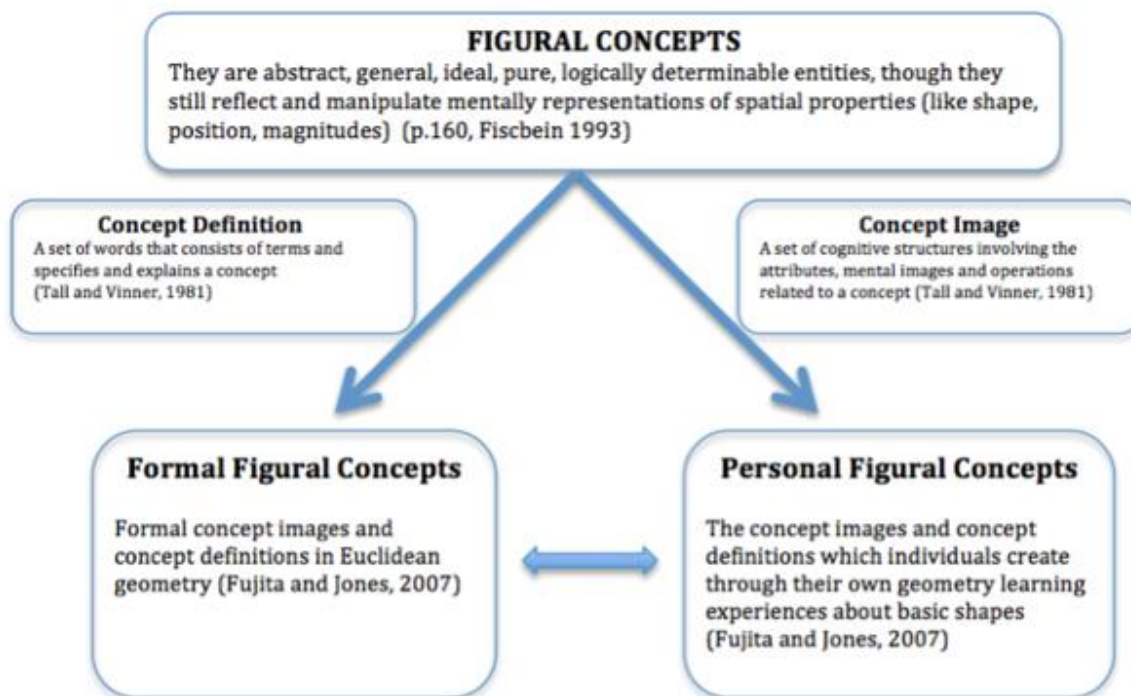 FIGURAL CONCEPTS
They are abstract, general, ideal, pure, logically determinable entities, though they
still reflect and manipulate mentally representations of spatial properties (like shape,
position, magnitudes)  (p.160, Fiscbein 1993)
Concept Definition
A set of words that consists of terms and
specifies and explains a concept
(Tall and Vinner, 1981)
Concept Image
A set of cognitive structures involving the
attributes, mental images and operations
related to a concept (Tall and Vinner, 1981)
Formal Figural Concepts
Formal concept images and
concept definitions in Euclidean
geometry (Fujita and Jones, 2007)
Personal Figural Concepts
The concept images and concept
definitions which individuals create
through their own geometry learning
experiences about basic shapes
(Fujita and Jones, 2007)